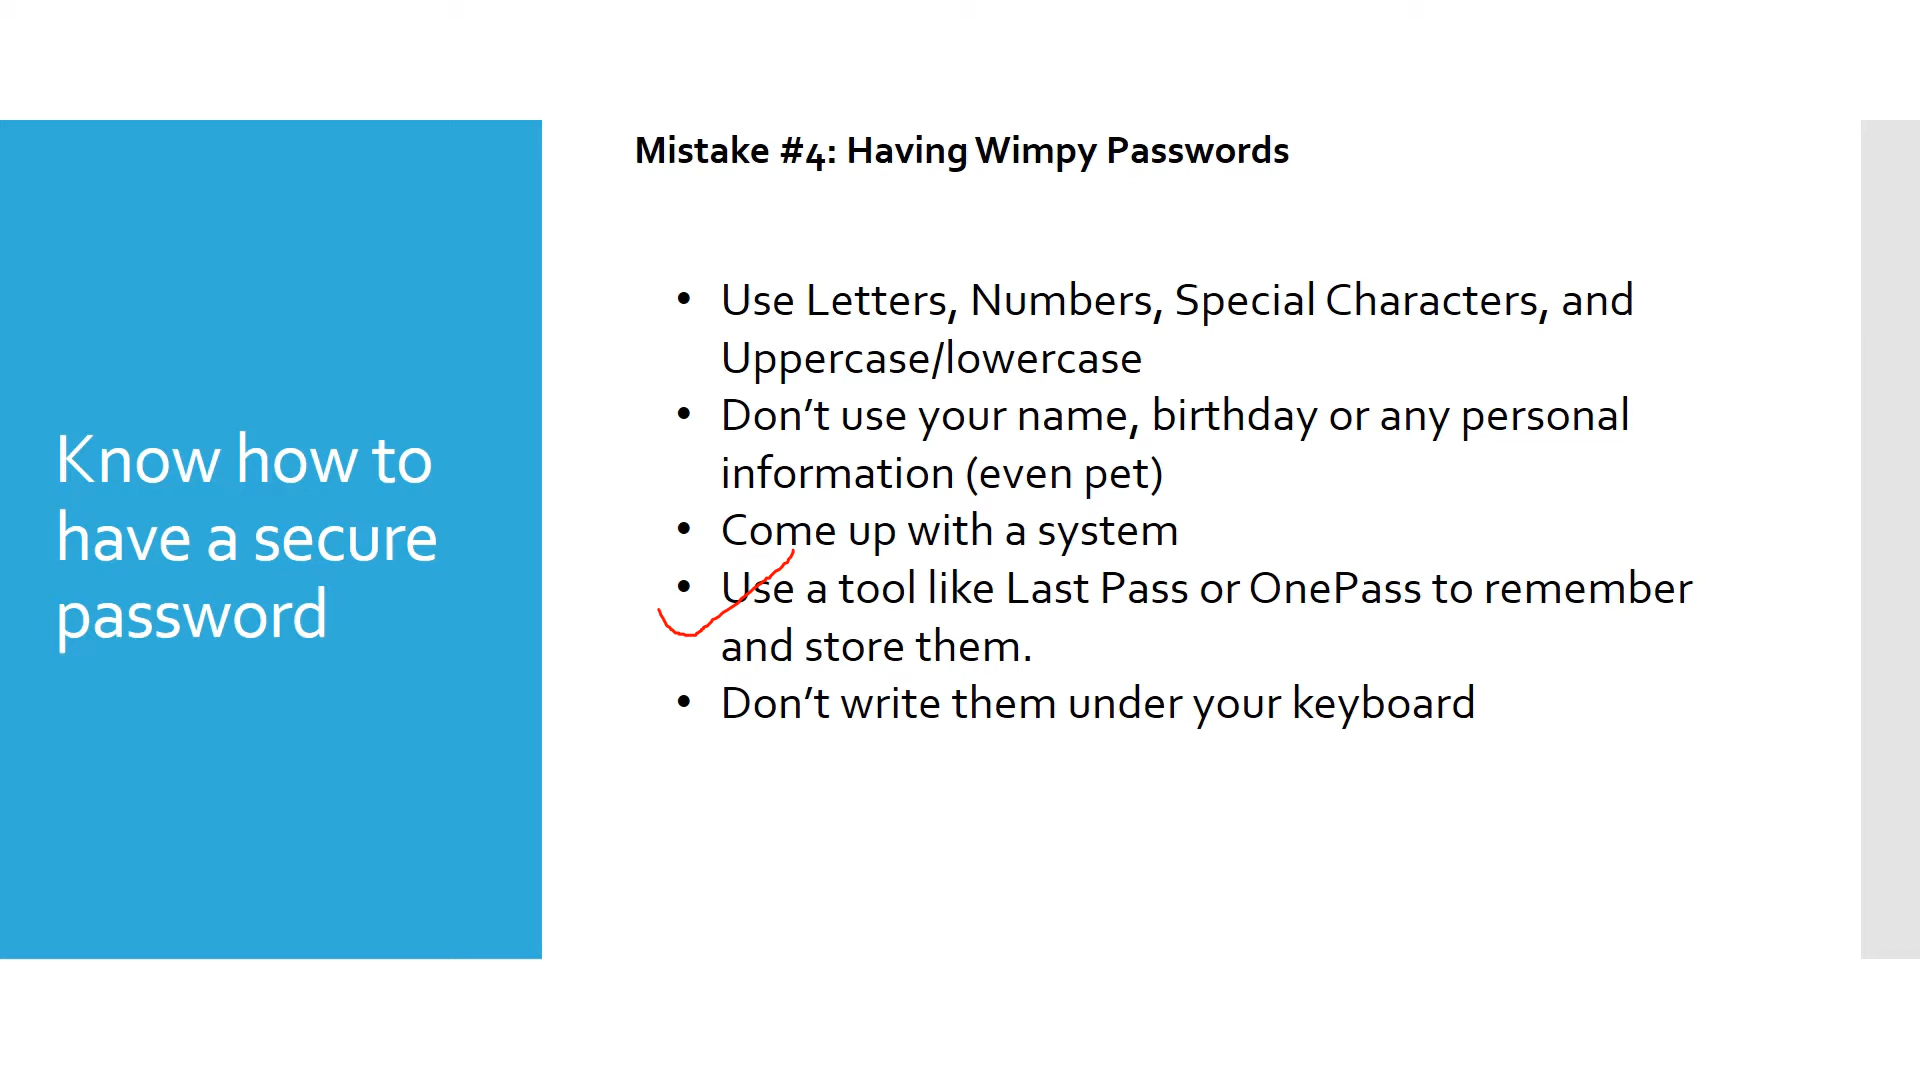 Know how to
have a secure
password
Mistake #4: Having Wimpy Passwords
• Use Letters, Numbers, Special Characters, and
Uppercase/lowercase
• Don’t use your name, birthday or any personal
information (even pet)
• Come up with a system
• Use a tool like Last Pass or OnePass to remember
and store them.
• Don’t write them under your keyboard